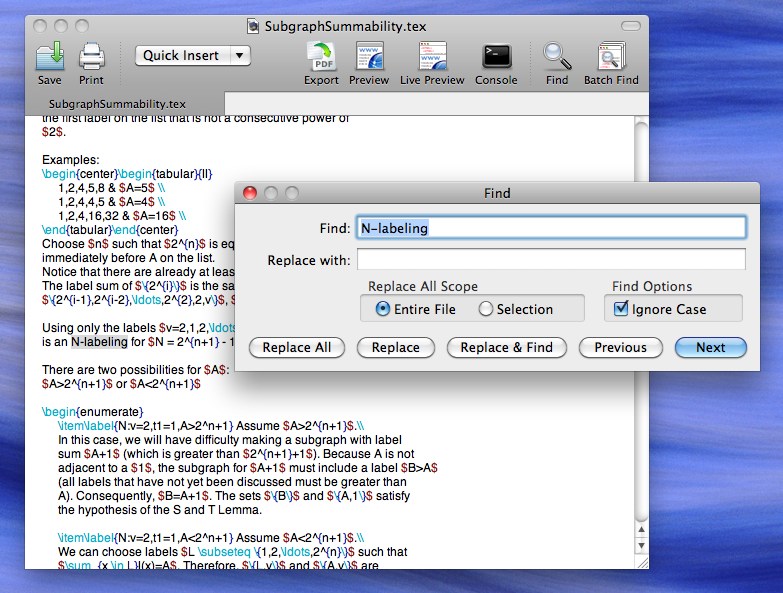 SubgraphSummability.tex
Quick Insert
PDF
WWW
WWW
Save
Print
Export
Preview
Live Preview
Console
Find
Batch Find
SubgraphSummability.tex
the first label on the list that is not a consecutive power of
$2$.
Examples:
\begin{center}\begin{tabular}{ll}
1,2,4,5,8 & $A=5$ \\
1,2,4,4,5 & $A=4$ \\
1,2,4,16,32 & $A=16$ \\
\end{tabular}\end{center}
Choose $n$ such that $2^{n}$ is eq
immediately before A on the list.
Notice that there are already at leas
The label sum of $\{2^{i}\}$ is the sa
$\{2^{i-1},2^{i-2},\ldots,2^{2},2,v\}$, $
Using only the labels $v=2,1,2,\ldots
is an N-labeling for $N = 2^{n+1} - 1
There are two possibilities for $A$:
$A>2^{n+1}$ or $A<2^{n+1}$
\begin{enumerate}
\item\label{N:v=2,t1=1,A>2^n+1} Assume $A>2^{n+1}$.\\
In this case, we will have difficulty making a subgraph with label
sum $A+1$ (which is greater than $2^{n+1}+1$). Because A is not
adjacent to a $1$, the subgraph for $A+1$ must include a label $B>A$
(all labels that have not yet been discussed must be greater than
A). Consequently, $B=A+1$. The sets $\{B\}$ and $\{A,1\}$ satisfy
the hypothesis of the S and T Lemma.
\item\label{N:v=2,t1=1,A<2^n+1} Assume $A<2^{n+1}$.\\
We can choose labels $L \subseteq \{1,2,\ldots,2^{n}\}$ such that
$\sum_{x \in L}l(x)=A$. Therefore, $\{L,v\}$ and $\{A,v\}$ are
Find
Find:
N-labeling
Replace with:
Replace All Scope
Find Options
Entire File
Selection
Ignore Case
Replace All
Replace
Replace & Find
Previous
Next